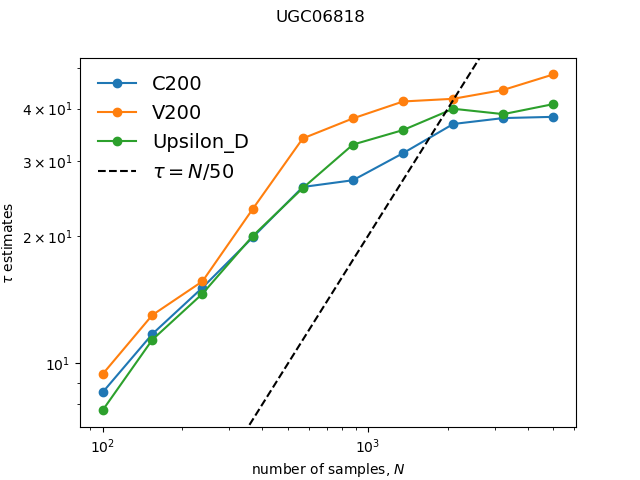 UGC06818
C200
V200
Upsilon_D
τ = N/50
4 × 10¹
3 × 10¹
2 × 10¹
10¹
τ estimates
10² 10³
number of samples, N